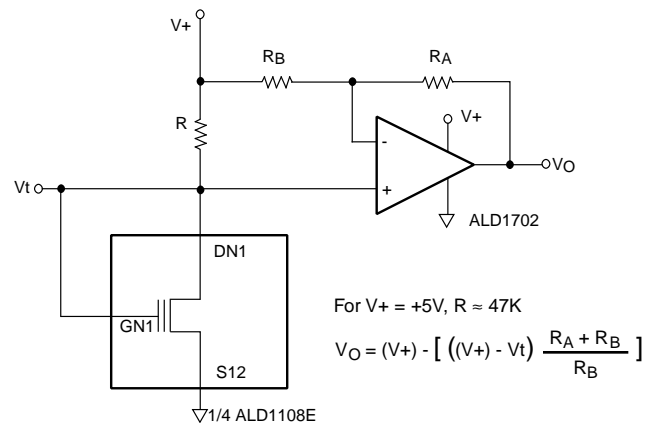 V+
RB
RA
R
V+
-
Vt
+
VO
ALD1702
DN1
GN1
S12
For V+ = +5V, R ≈ 47K
VO = (V+) - [ ((V+) - Vt) RA + RB / RB ]
1/4 ALD1108E